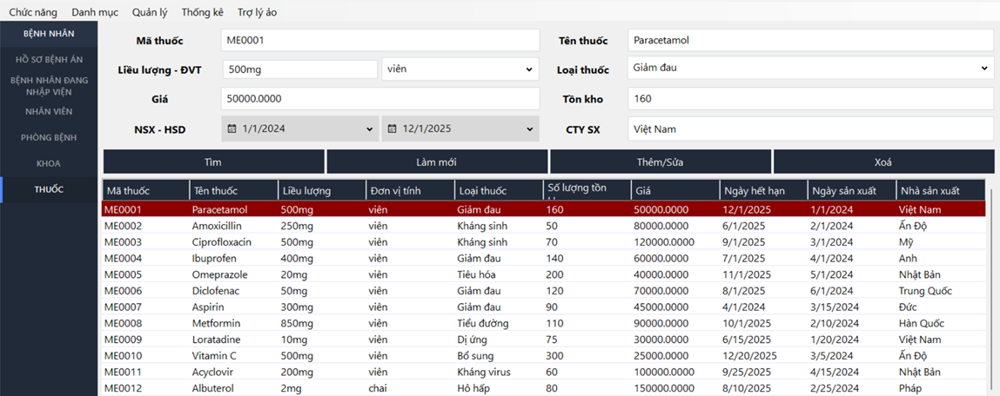 Chức năng Danh mục Quản lý Thống kê Trợ lý ảo
BỆNH NHÂN
HỒ SƠ BỆNH ÁN
BỆNH NHÂN ĐANG
NHẬP VIỆN
NHÂN VIÊN
PHÒNG BỆNH
KHOA
THUỐC
Mã thuốc ME0001 Tên thuốc Paracetamol
Liều lượng - ĐVT 500mg viên Loại thuốc Giảm đau
Giá 50000.0000 Tồn kho 160
NSX - HSD 1/1/2024 12/1/2025 CTY SX Việt Nam
Tìm Làm mới Thêm/Sửa Xoá
Mã thuốc Tên thuốc Liều lượng Đơn vị tính Loại thuốc Số lượng tồn Giá Ngày hết hạn Ngày sản xuất Nhà sản xuất
ME0001 Paracetamol 500mg viên Giảm đau 160 50000.0000 12/1/2025 1/1/2024 Việt Nam
ME0002 Amoxicillin 250mg viên Kháng sinh 50 80000.0000 6/1/2025 2/1/2024 Ấn Độ
ME0003 Ciprofloxacin 500mg viên Kháng sinh 70 120000.0000 9/1/2025 3/1/2024 Mỹ
ME0004 Ibuprofen 400mg viên Giảm đau 140 60000.0000 7/1/2025 4/1/2024 Anh
ME0005 Omeprazole 20mg viên Tiêu hóa 200 40000.0000 11/1/2025 5/1/2024 Nhật Bản
ME0006 Diclofenac 50mg viên Giảm đau 120 70000.0000 8/1/2025 6/1/2024 Trung Quốc
ME0007 Aspirin 300mg viên Giảm đau 90 45000.0000 4/1/2024 3/15/2024 Đức
ME0008 Metformin 850mg viên Tiểu đường 110 90000.0000 10/1/2025 2/10/2024 Hàn Quốc
ME0009 Loratadine 10mg viên Dị ứng 75 30000.0000 6/15/2025 1/20/2024 Việt Nam
ME0010 Vitamin C 500mg viên Bổ sung 300 25000.0000 12/20/2025 3/5/2024 Ấn Độ
ME0011 Acyclovir 200mg viên Kháng virus 60 100000.0000 9/25/2025 4/15/2024 Nhật Bản
ME0012 Albuterol 2mg chai Hô hấp 80 150000.0000 8/10/2025 2/25/2024 Pháp